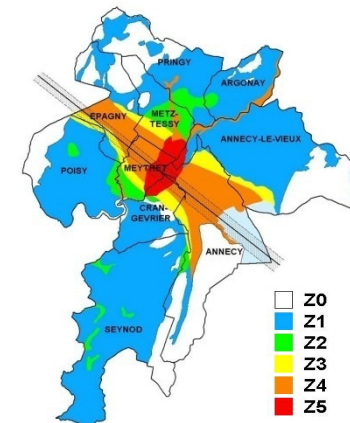 PRINGY
ARGONAY
EPAGNY
METZ-
TESSY
ANNECY-LE-VIEUX
POISY
MEYTHET
CRAN-
GEVRIER
ANNECY
SEYNOD
Z0
Z1
Z2
Z3
Z4
Z5